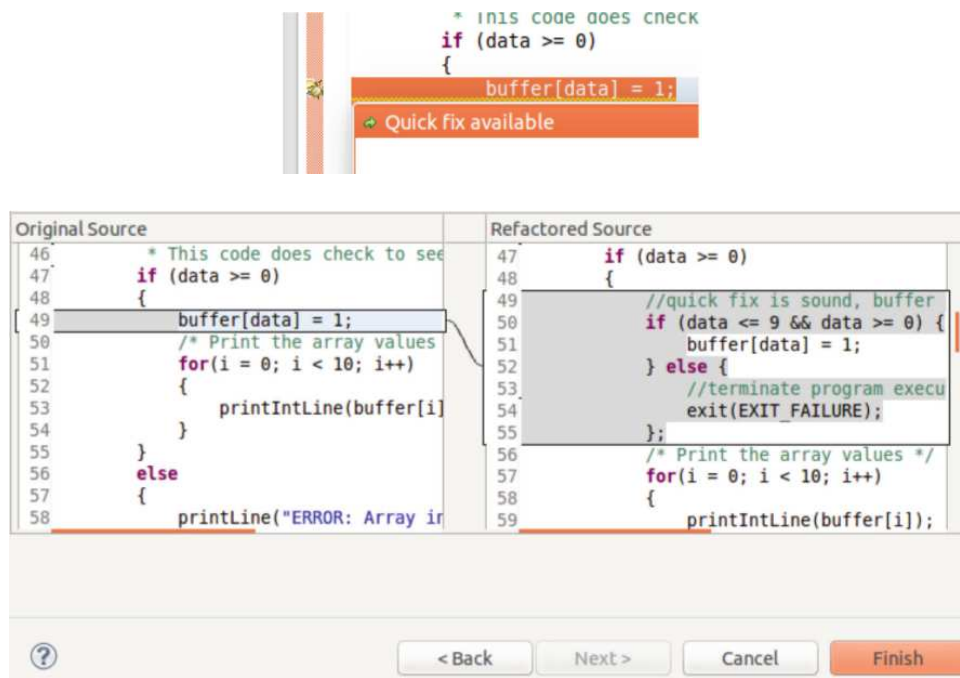 * This code does check
if (data >= 0)
{
buffer[data] = 1;
Quick fix available
Original Source
46 * This code does check to see
47 if (data >= 0)
48 {
49 buffer[data] = 1;
50 /* Print the array values
51 for(i = 0; i < 10; i++)
52 {
53 printIntLine(buffer[i]
54 }
55 }
56 else
57 {
58 printLine("ERROR: Array in
Refactored Source
47 if (data >= 0)
48 {
49 //quick fix is sound, buffer
50 if (data <= 9 && data >= 0) {
51 buffer[data] = 1;
52 } else {
53 //terminate program execu
54 exit(EXIT_FAILURE);
55 };
56 /* Print the array values */
57 for(i = 0; i < 10; i++)
58 {
59 printIntLine(buffer[i]);
?
< Back
Next >
Cancel
Finish